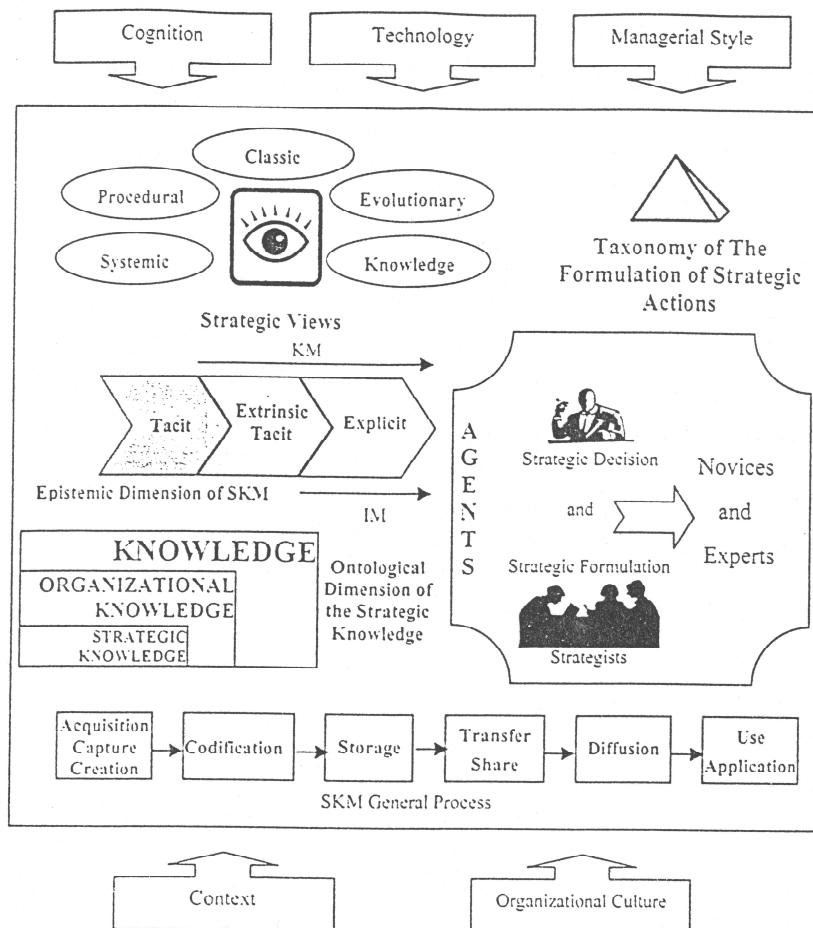 Cognition
Technology
Managerial Style
Classic
Procedural
Evolutionary
Systemic
Knowledge
Strategic Views
Taxonomy of The
Formulation of Strategic
Actions
KM
Tacit
Extrinsic
Tacit
Explicit
Epistemic Dimension of SKM
IM
KNOWLEDGE
ORGANIZATIONAL
KNOWLEDGE
STRATEGIC
KNOWLEDGE
Ontological
Dimension of
the Strategic
Knowledge
AGENTS
Strategic Decision
and
Strategic Formulation
Strategists
Novices
and
Experts
Acquisition
Capture
Creation
Codification
Storage
Transfer
Share
Diffusion
Use
Application
SKM General Process
Context
Organizational Culture